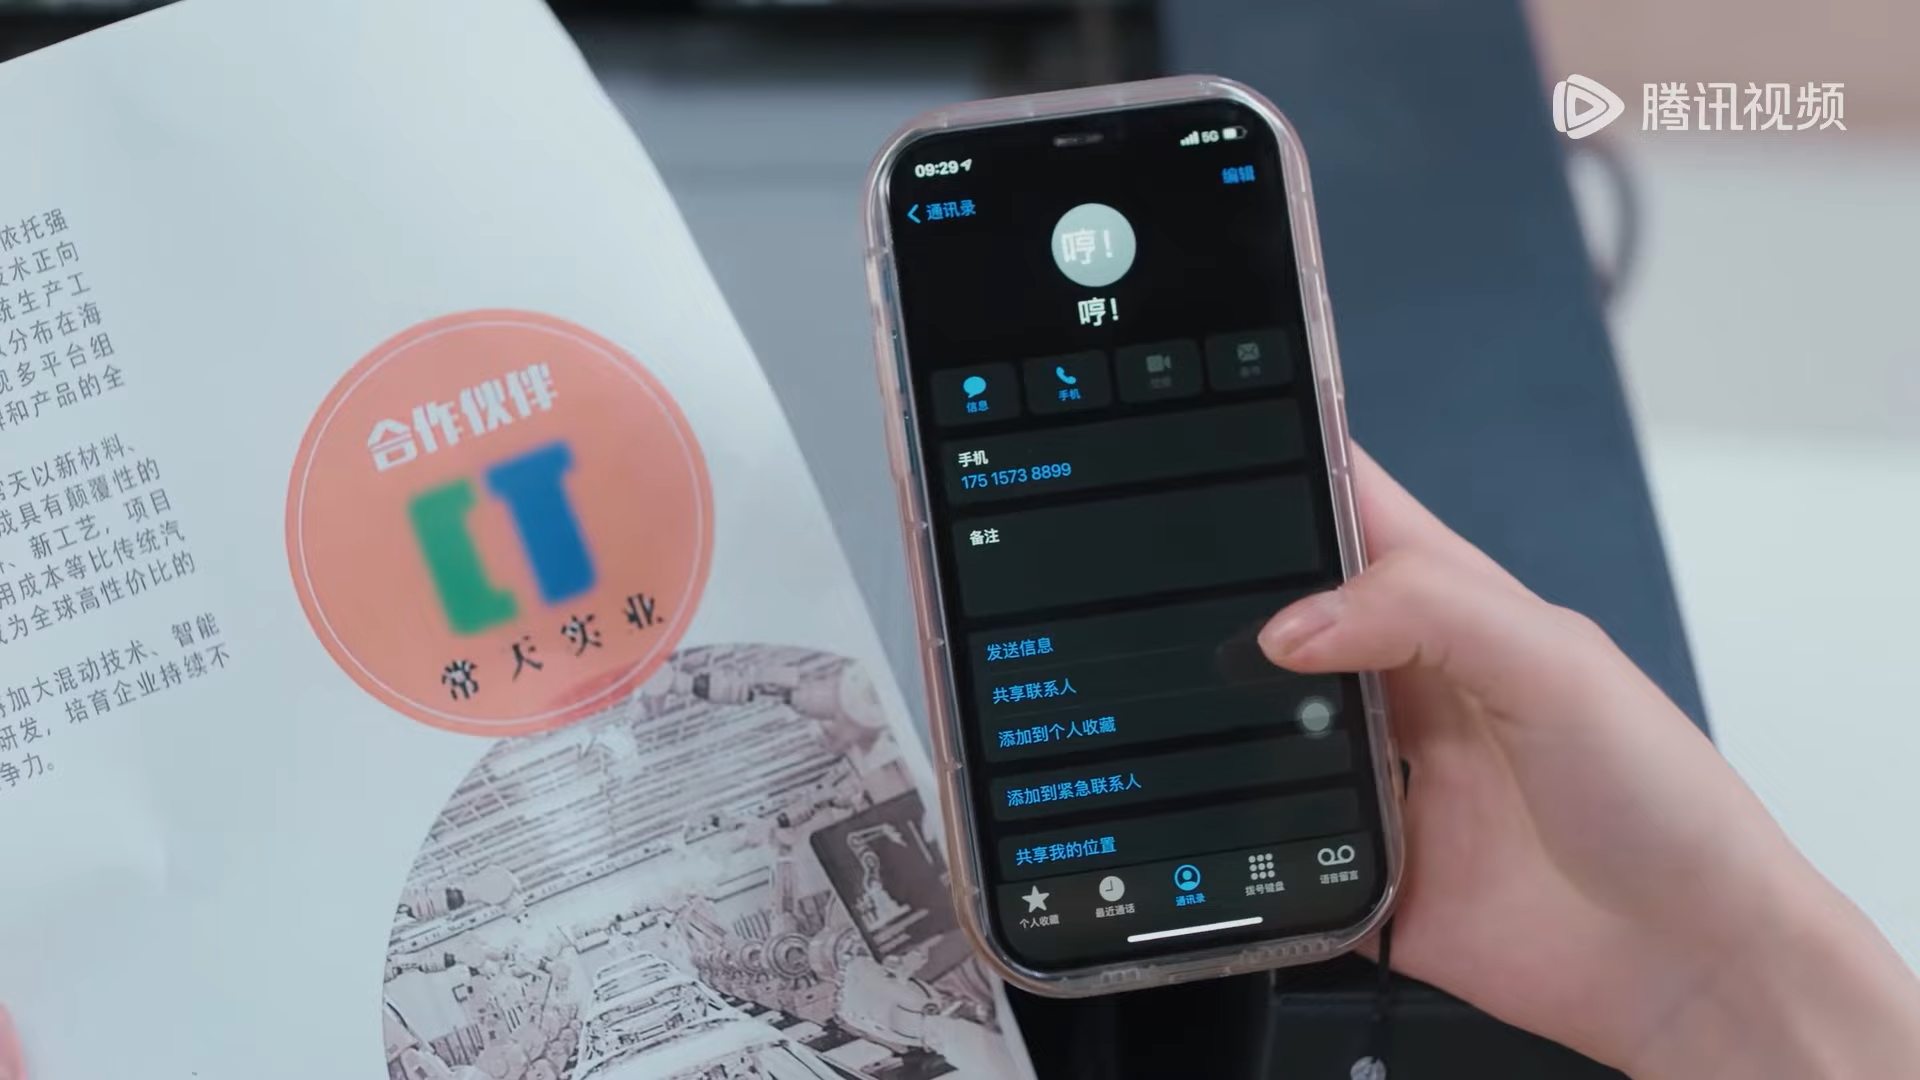 依托强
技术正向
统生产工
分布在海
现多平台组
牌和产品的全
常天以新材料、
成具有颠覆性的
、新工艺，项目
用成本等比传统汽
成为全球高性价比的
将加大混动技术、智能
研发，培育企业持续不
争力。
合作伙伴
常天实业
09:29
5G
通讯录
编辑
哼！
哼！
信息
手机
手机
175 1573 8899
备注
发送信息
共享联系人
添加到个人收藏
添加到紧急联系人
共享我的位置
个人收藏
最近通话
通讯录
拨号键盘
语音留言
腾讯视频